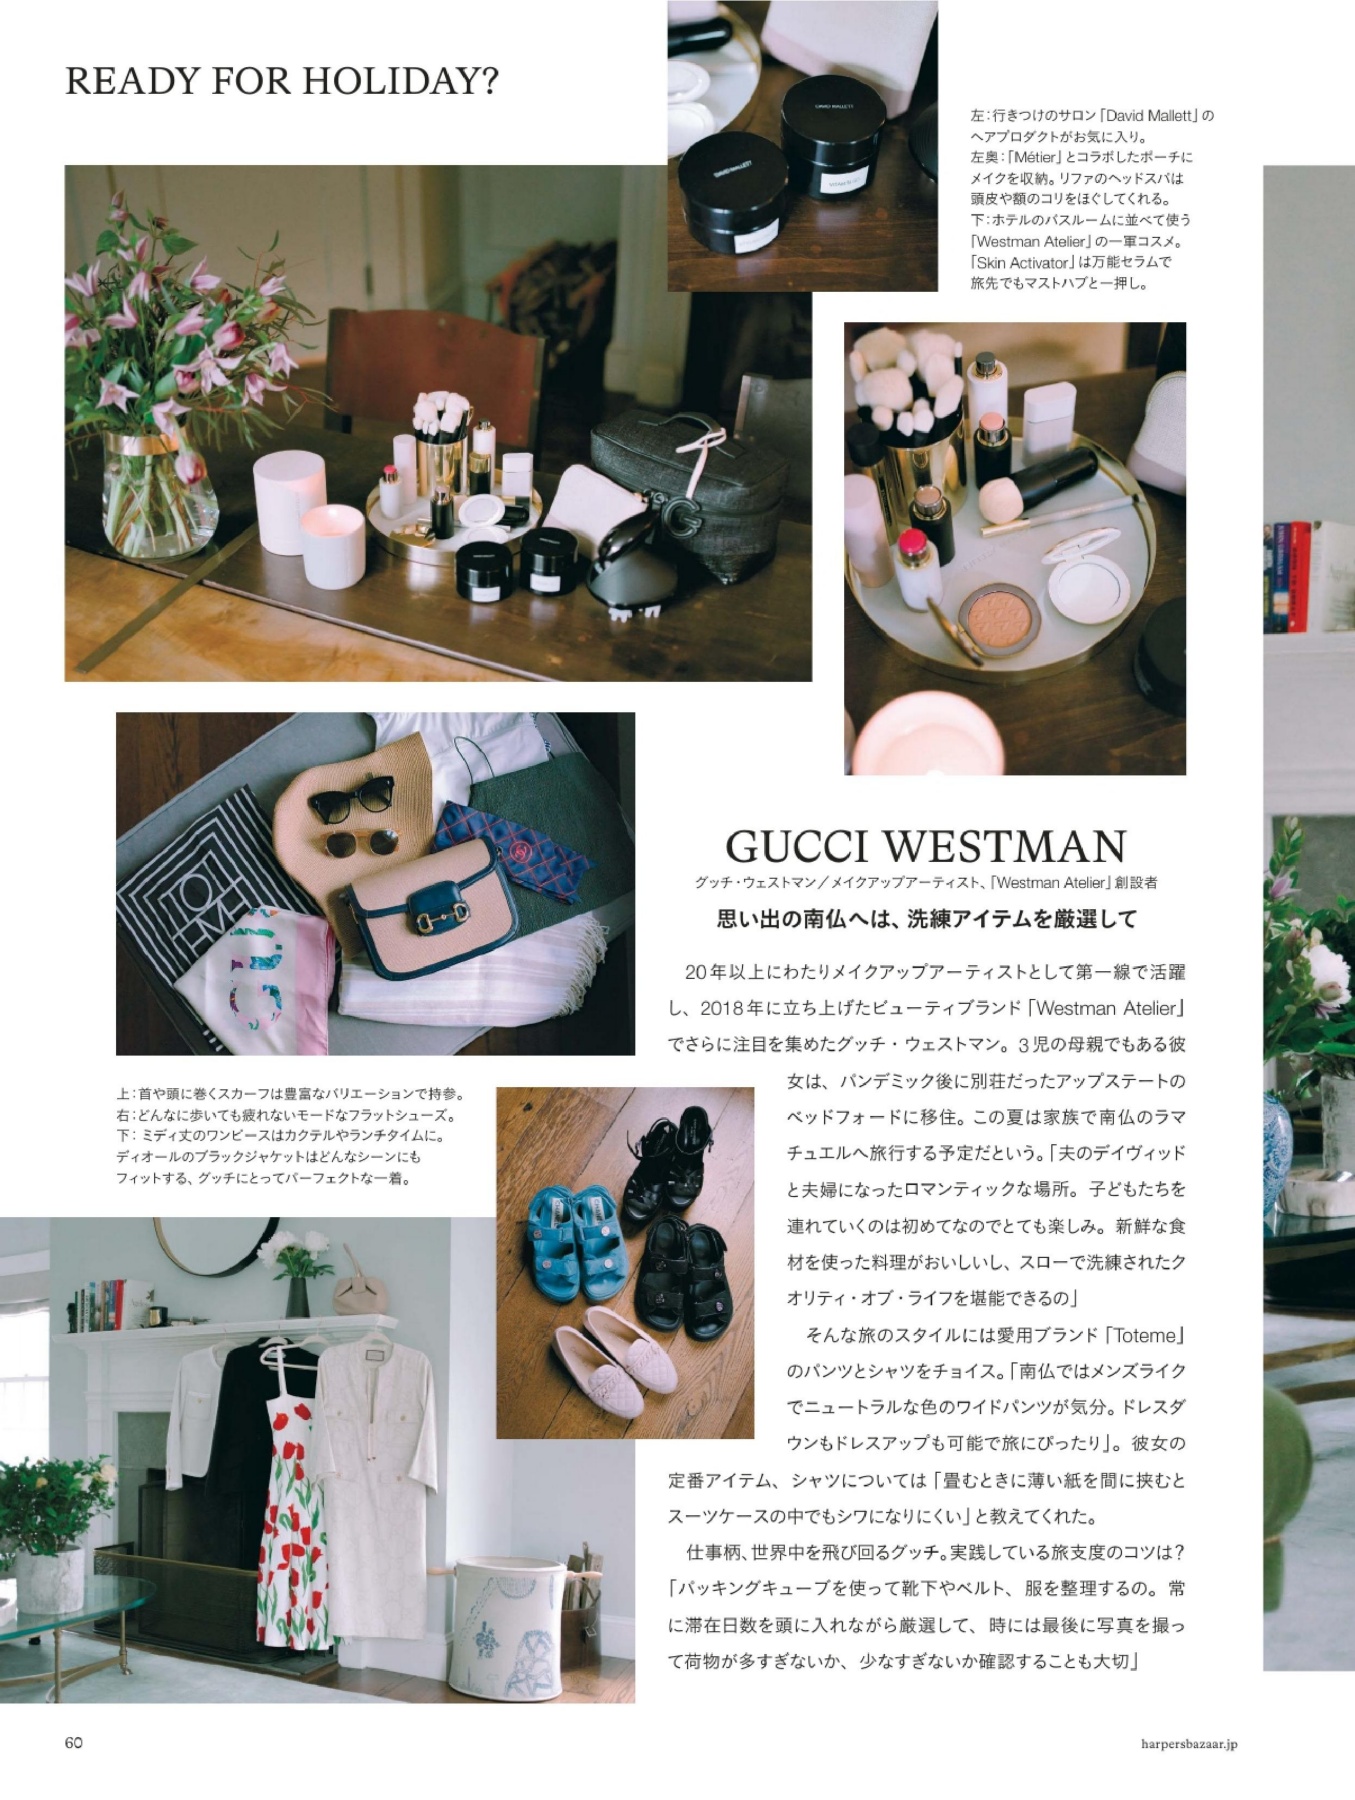 READY FOR HOLIDAY?
左：行きつけのサロン「David Mallett」の
ヘアプロダクトがお気に入り。
左奥：「Métier」とコラボしたポーチに
メイクを収納。リファのヘッドスパは
頭皮や額のコリをほぐしてくれる。
下：ホテルのバスルームに並べて使う
「Westman Atelier」の一軍コスメ。
「Skin Activator」は万能セラムで
旅先でもマストハブと一押し。
DAVID MALLETT
DAVID MALLETT
GUCCI WESTMAN
グッチ・ウェストマン／メイクアップアーティスト、「Westman Atelier」創設者
思い出の南仏へは、洗練アイテムを厳選して
20年以上にわたりメイクアップアーティストとして第一線で活躍
し、2018年に立ち上げたビューティブランド「Westman Atelier」
でさらに注目を集めたグッチ・ウェストマン。3児の母親でもある彼
女は、パンデミック後に別荘だったアップステートの
ベッドフォードに移住。この夏は家族で南仏のラマ
チュエルへ旅行する予定だという。「夫のデイヴィッド
と夫婦になったロマンティックな場所。子どもたちを
連れていくのは初めてなのでとても楽しみ。新鮮な食
材を使った料理がおいしいし、スローで洗練されたク
オリティ・オブ・ライフを堪能できるの」
そんな旅のスタイルには愛用ブランド「Toteme」
のパンツとシャツをチョイス。「南仏ではメンズライク
でニュートラルな色のワイドパンツが気分。ドレスダ
ウンもドレスアップも可能で旅にぴったり」。彼女の
定番アイテム、シャツについては「畳むときに薄い紙を間に挟むと
スーツケースの中でもシワになりにくい」と教えてくれた。
仕事柄、世界中を飛び回るグッチ。実践している旅支度のコツは？
「パッキングキューブを使って靴下やベルト、服を整理するの。常
に滞在日数を頭に入れながら厳選して、時には最後に写真を撮っ
て荷物が多すぎないか、少なすぎないか確認することも大切」
上：首や頭に巻くスカーフは豊富なバリエーションで持参。
右：どんなに歩いても疲れないモードなフラットシューズ。
下：ミディ丈のワンピースはカクテルやランチタイムに。
ディオールのブラックジャケットはどんなシーンにも
フィットする、グッチにとってパーフェクトな一着。
60
harpersbazaar.jp